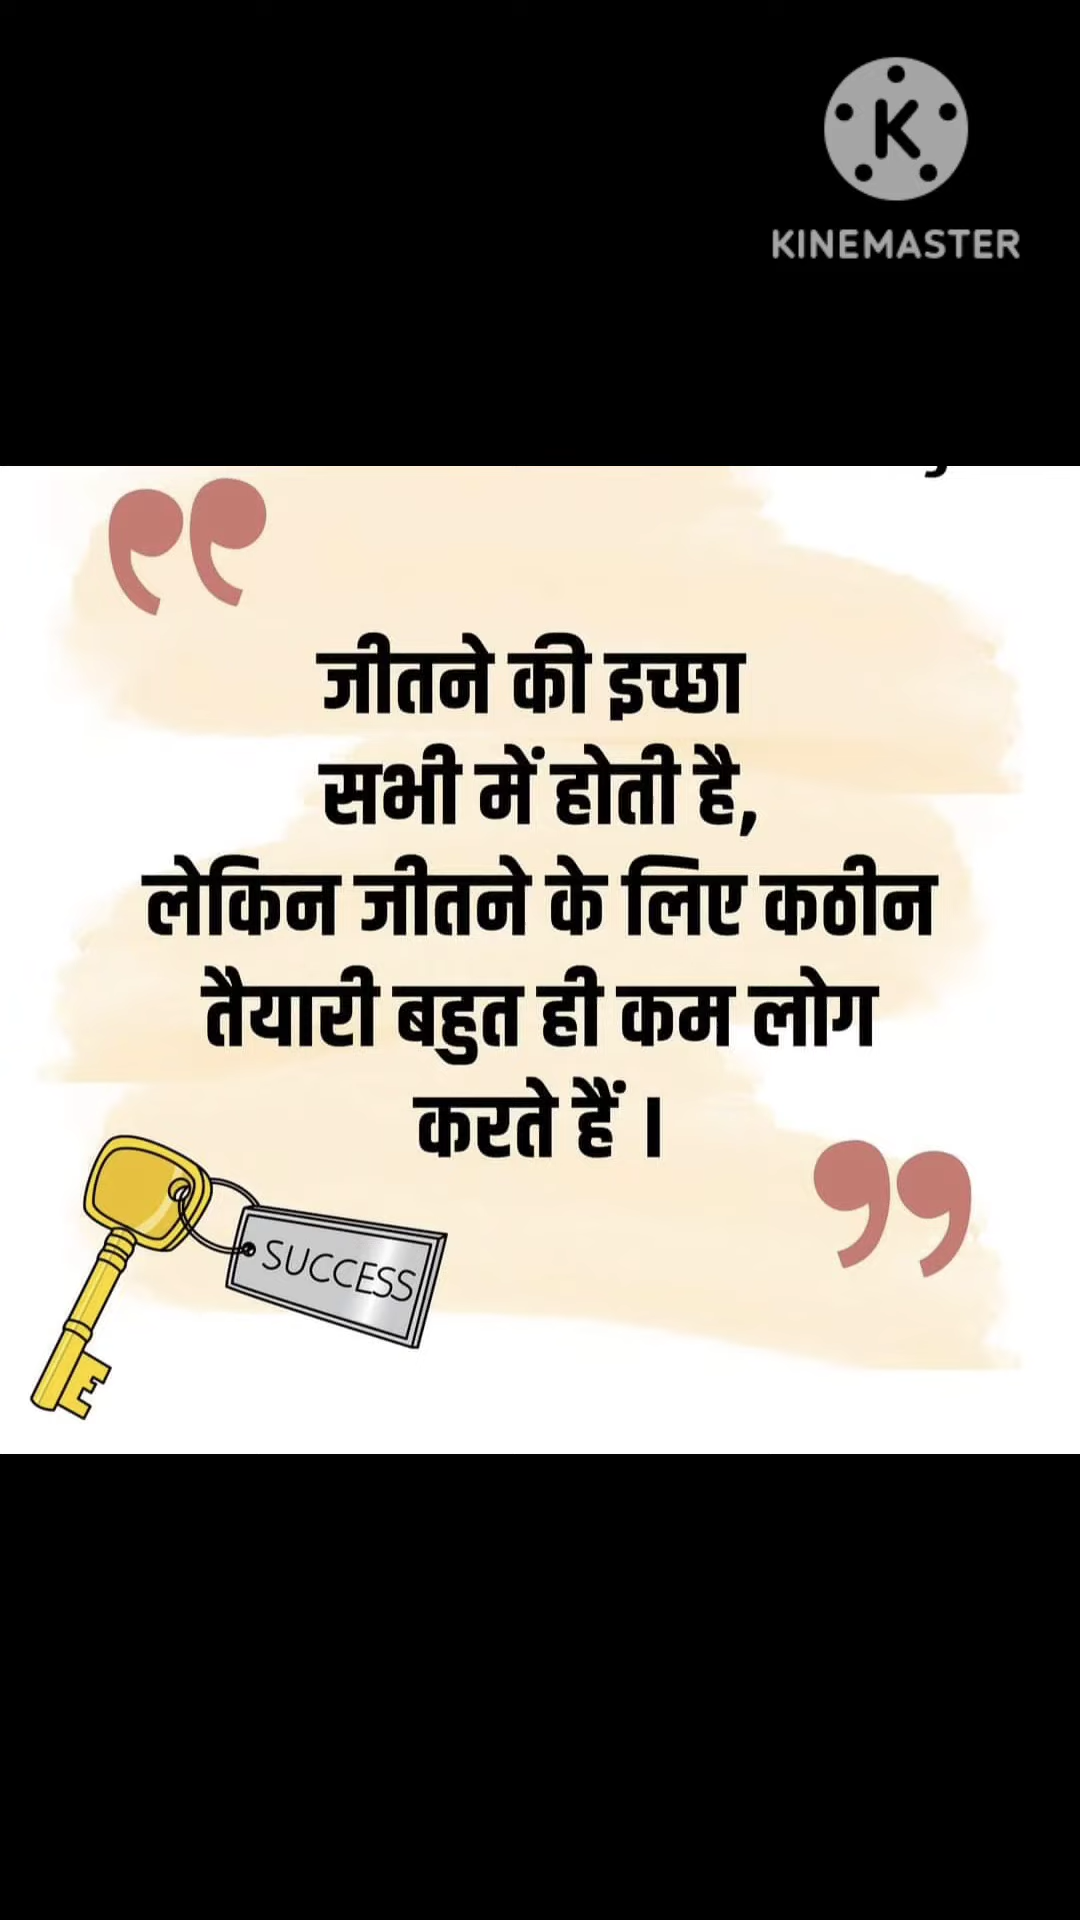 KINEMASTER
जीतने की इच्छा
सभी में होती है,
लेकिन जीतने के लिए कठीन
तैयारी बहुत ही कम लोग
करते हैं ।
SUCCESS